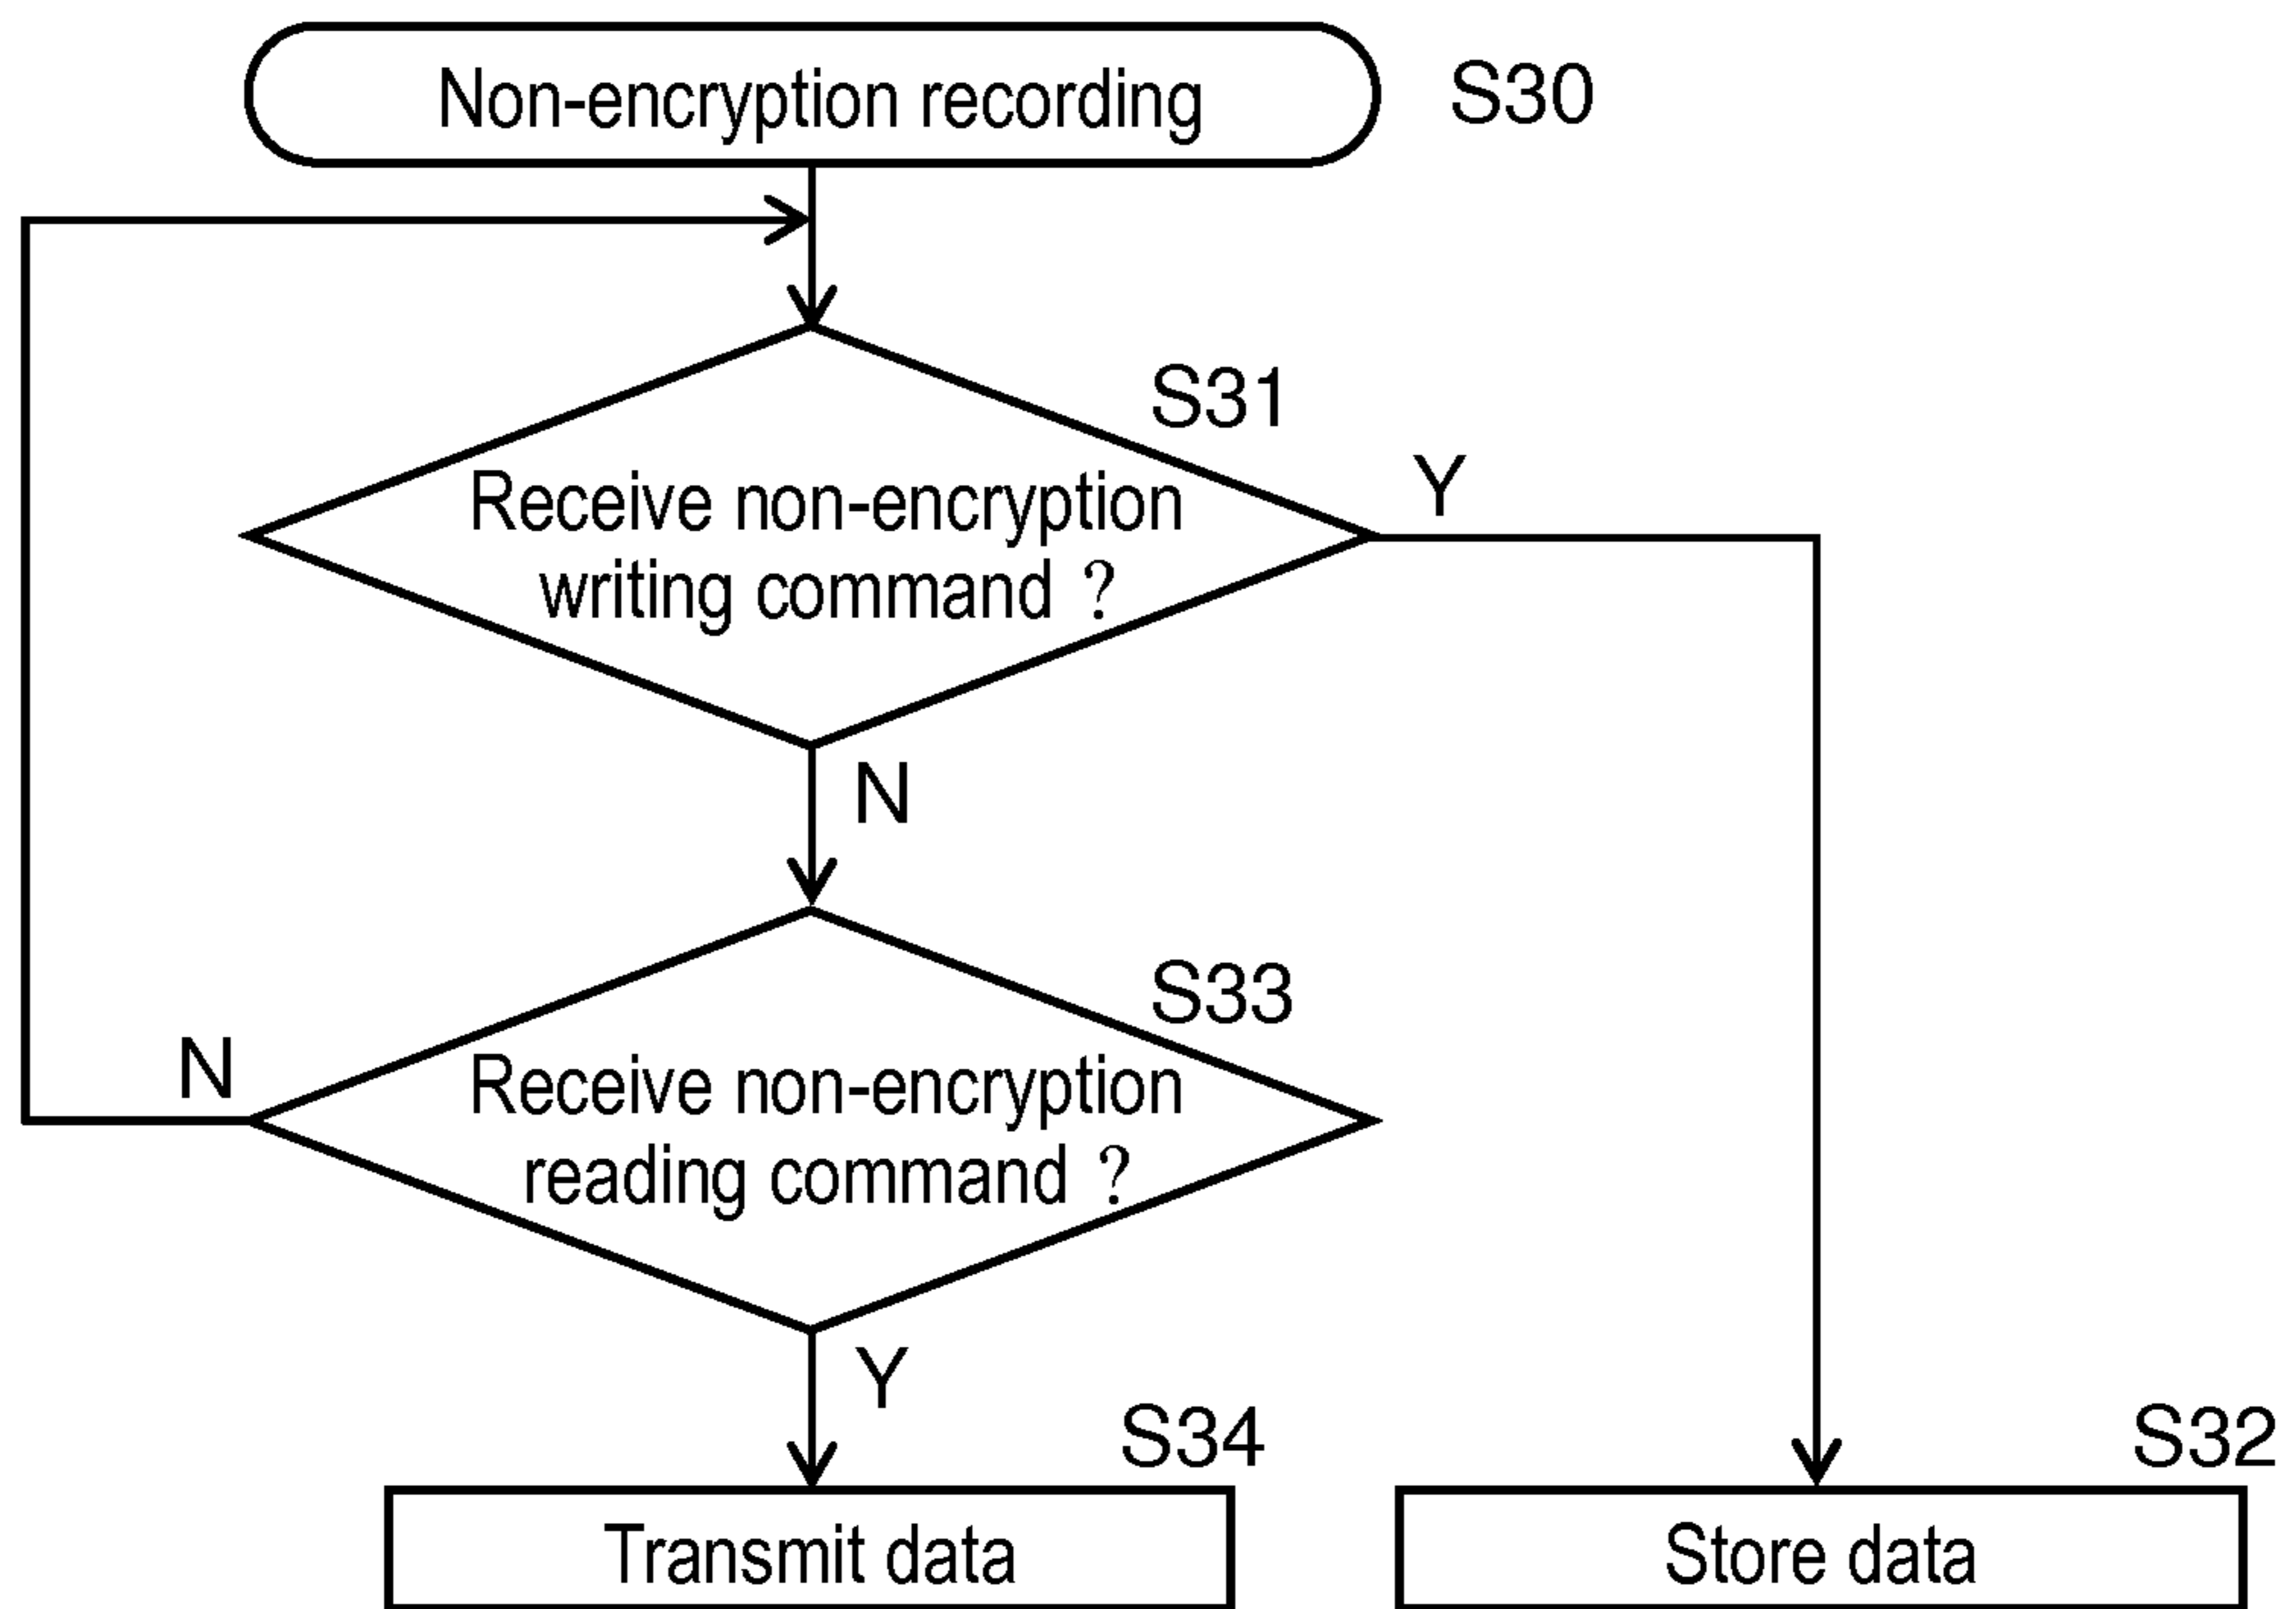 Non-encryption recording
S30
S31
Receive non-encryption
writing command ?
Y
N
S33
N
Receive non-encryption
reading command ?
Y
S34
S32
Transmit data
Store data